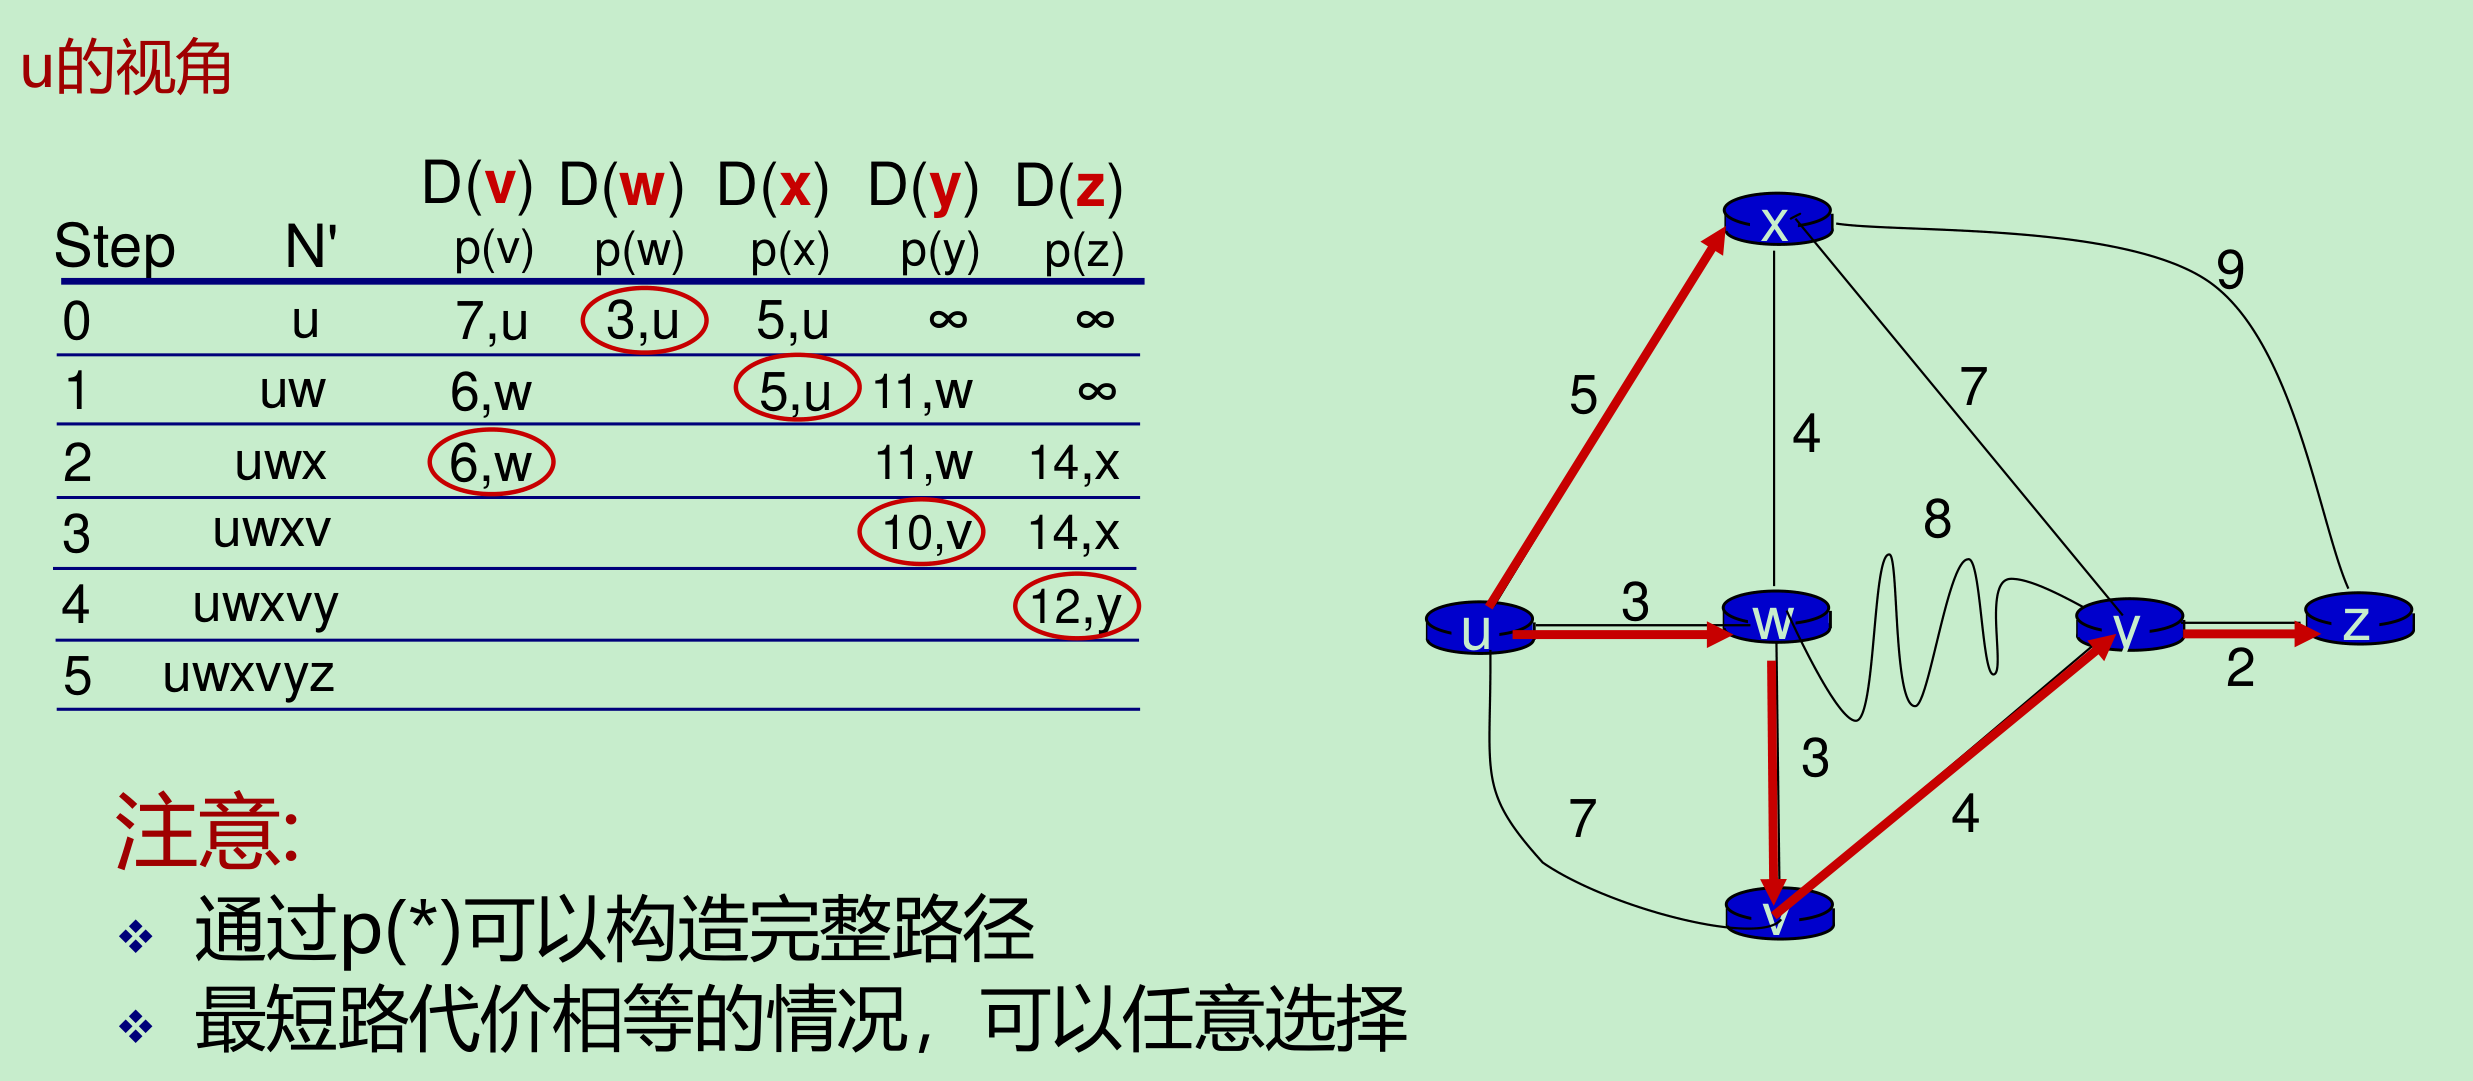 u的视角
D(v) D(w) D(x) D(y) D(z)
Step N' p(v) p(w) p(x) p(y) p(z)
0 u 7,u 3,u 5,u ∞ ∞
1 uw 6,w 5,u 11,w ∞
2 uwx 6,w 11,w 14,x
3 uwxv 10,v 14,x
4 uwxvy 12,y
5 uwxvyz
注意:
❖ 通过p(*)可以构造完整路径
❖ 最短路代价相等的情况，可以任意选择
x
9
5
7
4
8
3
u
w
y
z
2
3
7
4
v